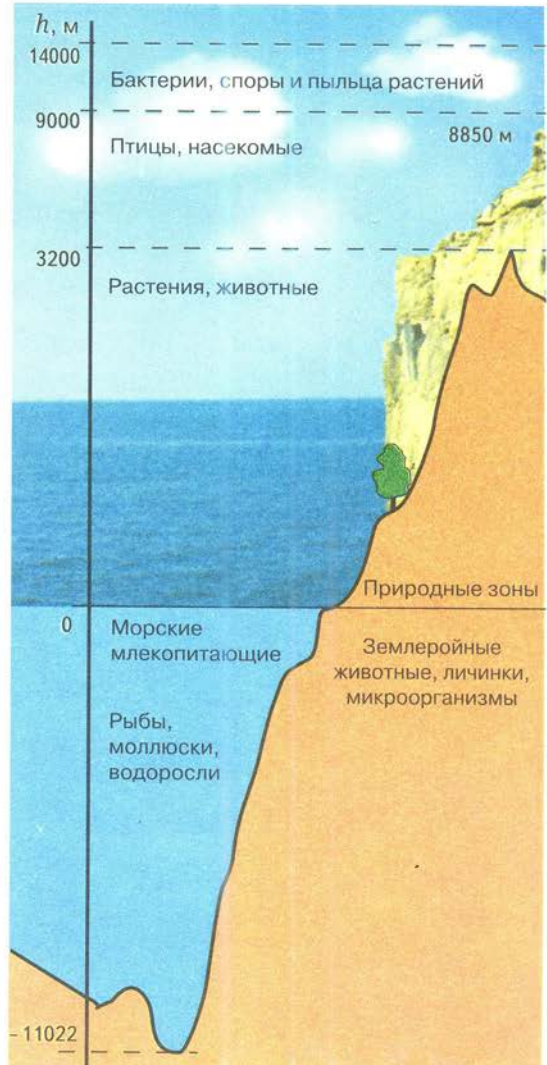 h, м
14000
Бактерии, споры и пыльца растений
9000
8850 м
Птицы, насекомые
3200
Растения, животные
Природные зоны
0
Морские
млекопитающие
Землеройные
животные, личинки,
микроорганизмы
Рыбы,
моллюски,
водоросли
- 11022